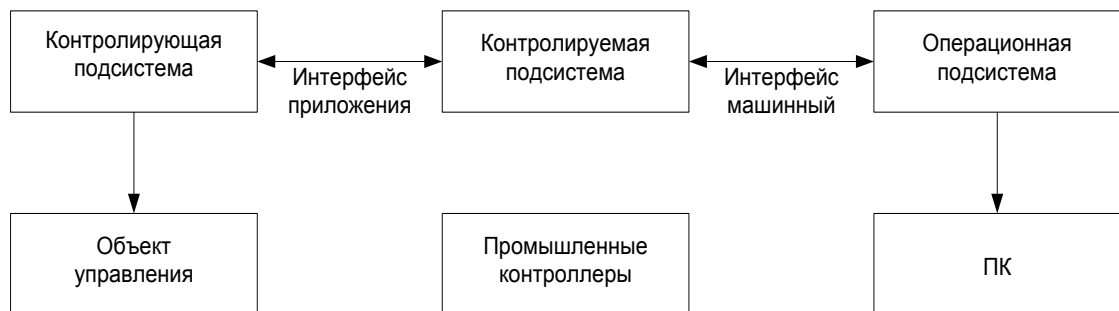 Контролирующая
подсистема
Интерфейс
приложения
Контролируемая
подсистема
Интерфейс
машинный
Операционная
подсистема
Объект
управления
Промышленные
контроллеры
ПК